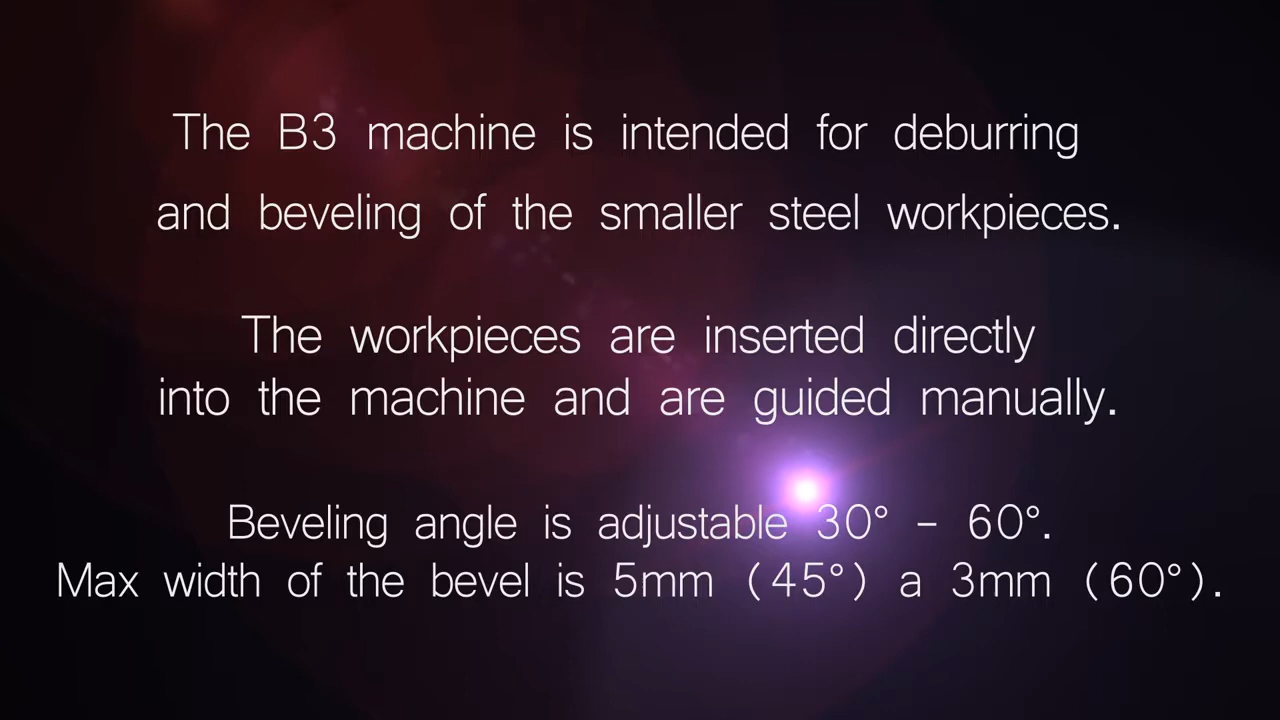 The B3 machine is intended for deburring
and beveling of the smaller steel workpieces.
The workpieces are inserted directly
into the machine and are guided manually.
Beveling angle is adjustable 30° - 60°.
Max width of the bevel is 5mm (45°) a 3mm (60°).